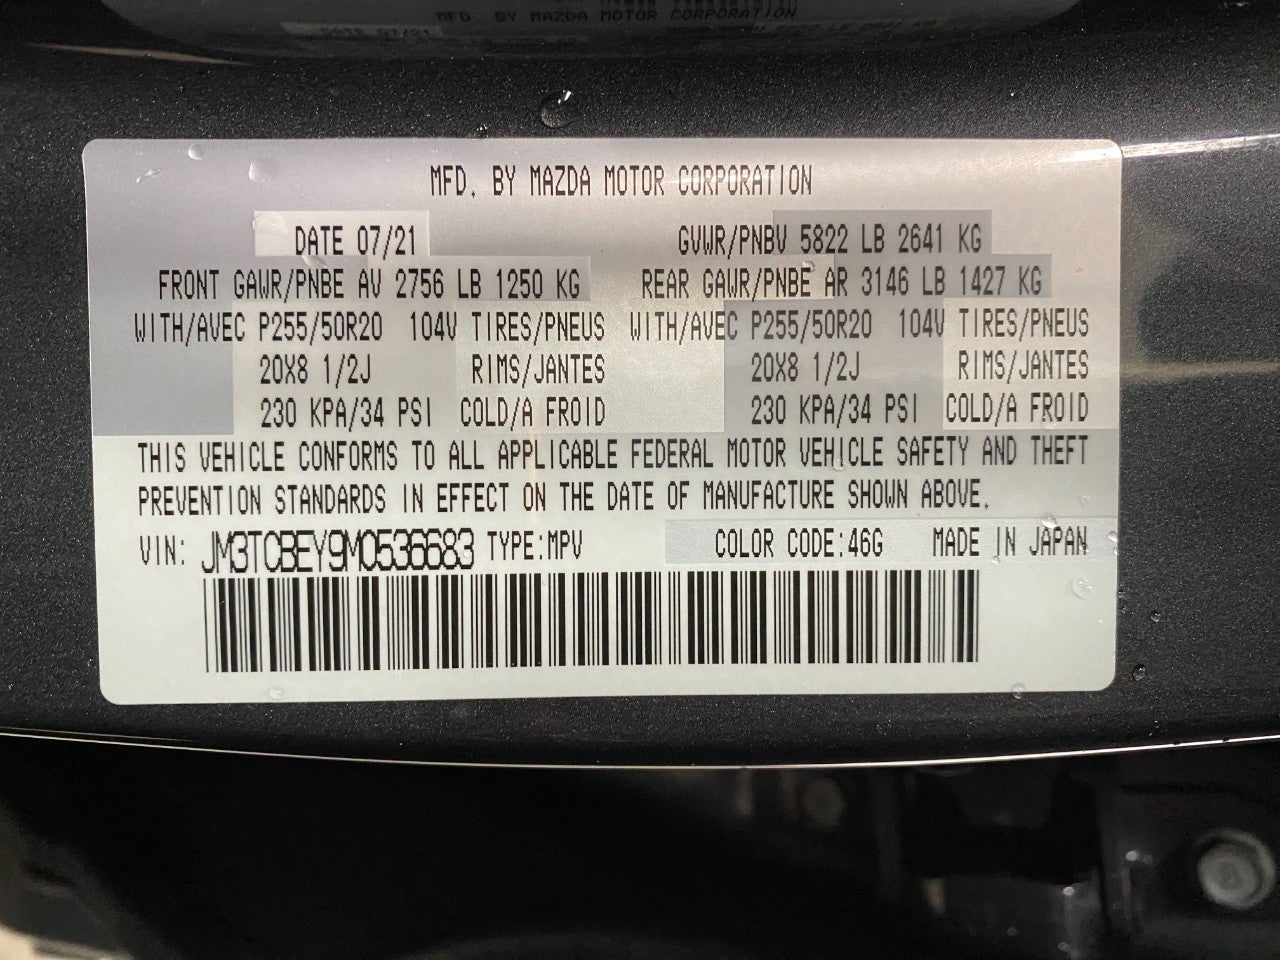 MFD. BY MAZDA MOTOR CORPORATION
DATE 07/21 GVWR/PNBV 5822 LB 2641 KG
FRONT GAWR/PNBE AV 2756 LB 1250 KG REAR GAWR/PNBE AR 3146 LB 1427 KG
WITH/AVEC P255/50R20 104V TIRES/PNEUS WITH/AVEC P255/50R20 104V TIRES/PNEUS
20X8 1/2J RIMS/JANTES 20X8 1/2J RIMS/JANTES
230 KPA/34 PSI COLD/A FROID 230 KPA/34 PSI COLD/A FROID
THIS VEHICLE CONFORMS TO ALL APPLICABLE FEDERAL MOTOR VEHICLE SAFETY AND THEFT
PREVENTION STANDARDS IN EFFECT ON THE DATE OF MANUFACTURE SHOWN ABOVE.
VIN: JM3TCBEY9M0536683 TYPE:MPV COLOR CODE:46G MADE IN JAPAN